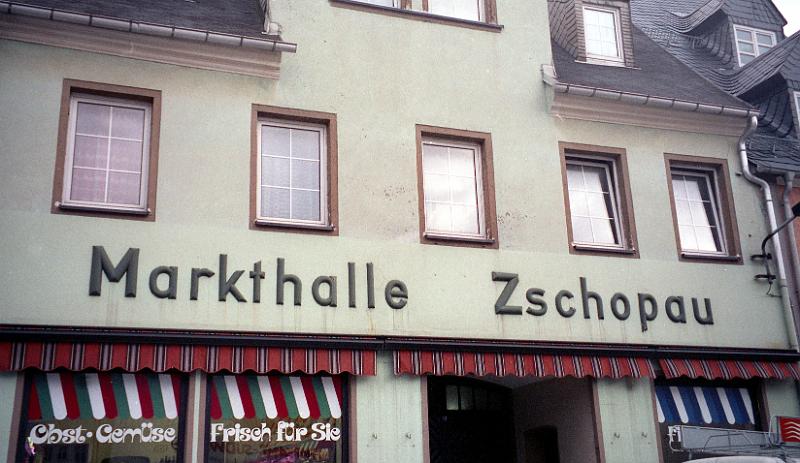 Markthalle Zschopau
Obst-Gemüse
Frisch für Sie